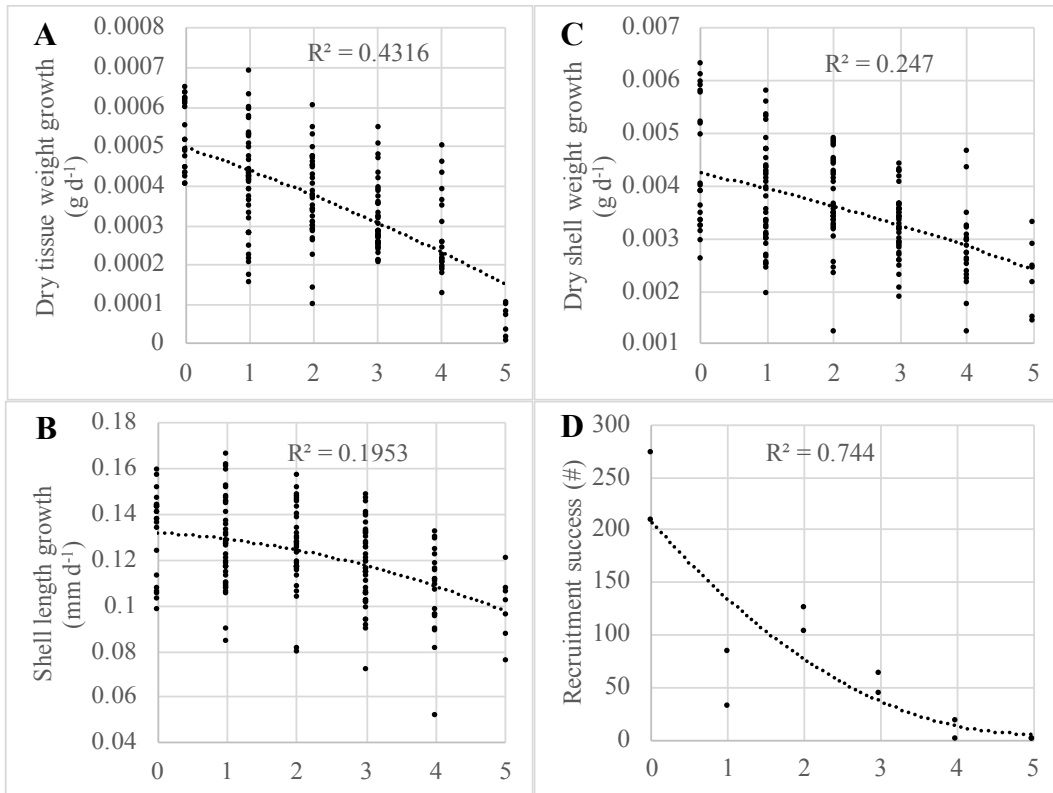 A
R² = 0.4316
Dry tissue weight growth
(g d⁻¹)
0.0008
0.0007
0.0006
0.0005
0.0004
0.0003
0.0002
0.0001
0
0 1 2 3 4 5
C
R² = 0.247
Dry shell weight growth
(g d⁻¹)
0.007
0.006
0.005
0.004
0.003
0.002
0.001
0 1 2 3 4 5
B
R² = 0.1953
Shell length growth
(mm d⁻¹)
0.18
0.16
0.14
0.12
0.1
0.08
0.06
0.04
0 1 2 3 4 5
D
R² = 0.744
Recruitment success (#)
300
250
200
150
100
50
0
0 1 2 3 4 5